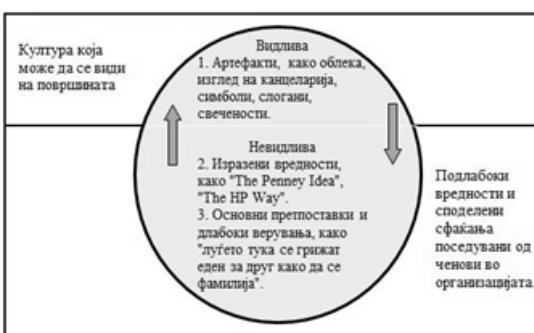 Култура која
може да се види
на површината
Видлива
1. Артефакти, како облека,
изглед на канцеларија,
симболи, слогани,
свечености.
Невидлива
2. Изразени вредности,
како "The Penney Idea",
"The HP Way".
3. Основни претпоставки и
длабоки верувања, како
"луѓето тука се грижат
еден за друг како да се
фамилија".
Подлабоки
вредности и
споделени
сфаќања
поседувани од
ченови во
организацијата.